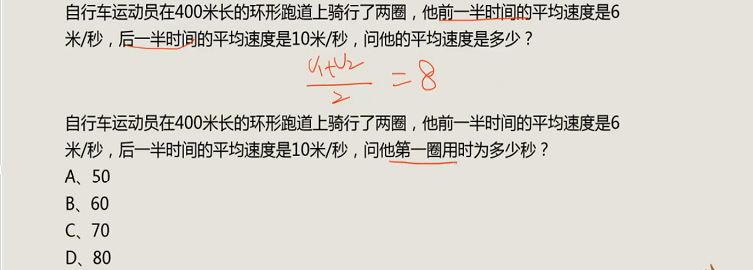 自行车运动员在400米长的环形跑道上骑行了两圈，他前一半时间的平均速度是6
米/秒，后一半时间的平均速度是10米/秒，问他的平均速度是多少？
(V₁+V₂)/2 = 8
自行车运动员在400米长的环形跑道上骑行了两圈，他前一半时间的平均速度是6
米/秒，后一半时间的平均速度是10米/秒，问他第一圈用时为多少秒？
A、50
B、60
C、70
D、80